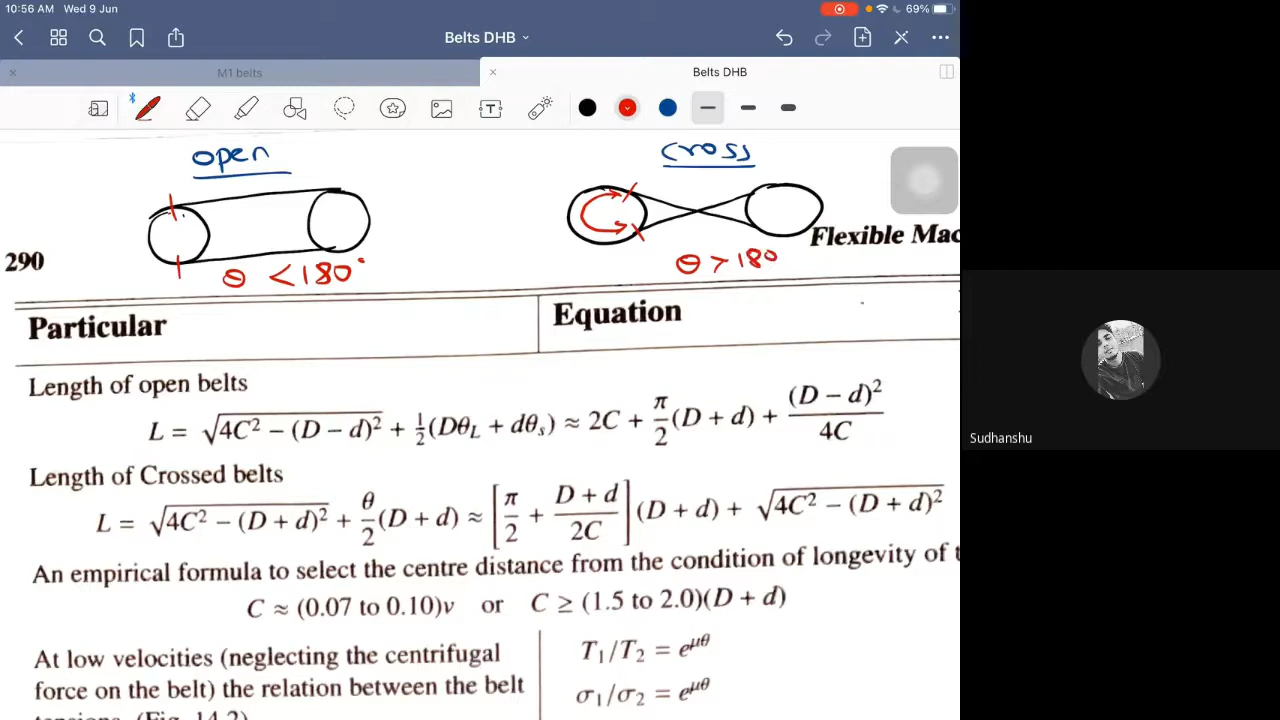 10:56 AM Wed 9 Jun
69%
Belts DHB
M1 belts
Belts DHB
open
cross
290
Flexible Mac
θ < 180°
θ > 180
Particular
Equation
Length of open belts
L = √4C² − (D − d)² + ½(Dθ_L + dθ_s) ≈ 2C + π/2 (D + d) + (D − d)²/4C
Length of Crossed belts
L = √4C² − (D + d)² + θ/2 (D + d) ≈ [π/2 + D + d/2C] (D + d) + √4C² − (D + d)²
An empirical formula to select the centre distance from the condition of longevity of t
C ≈ (0.07 to 0.10)v or C ≥ (1.5 to 2.0)(D + d)
At low velocities (neglecting the centrifugal
force on the belt) the relation between the belt
tensions. (Fig. 14.2)
T₁/T₂ = e^μθ
σ₁/σ₂ = e^μθ
Sudhanshu